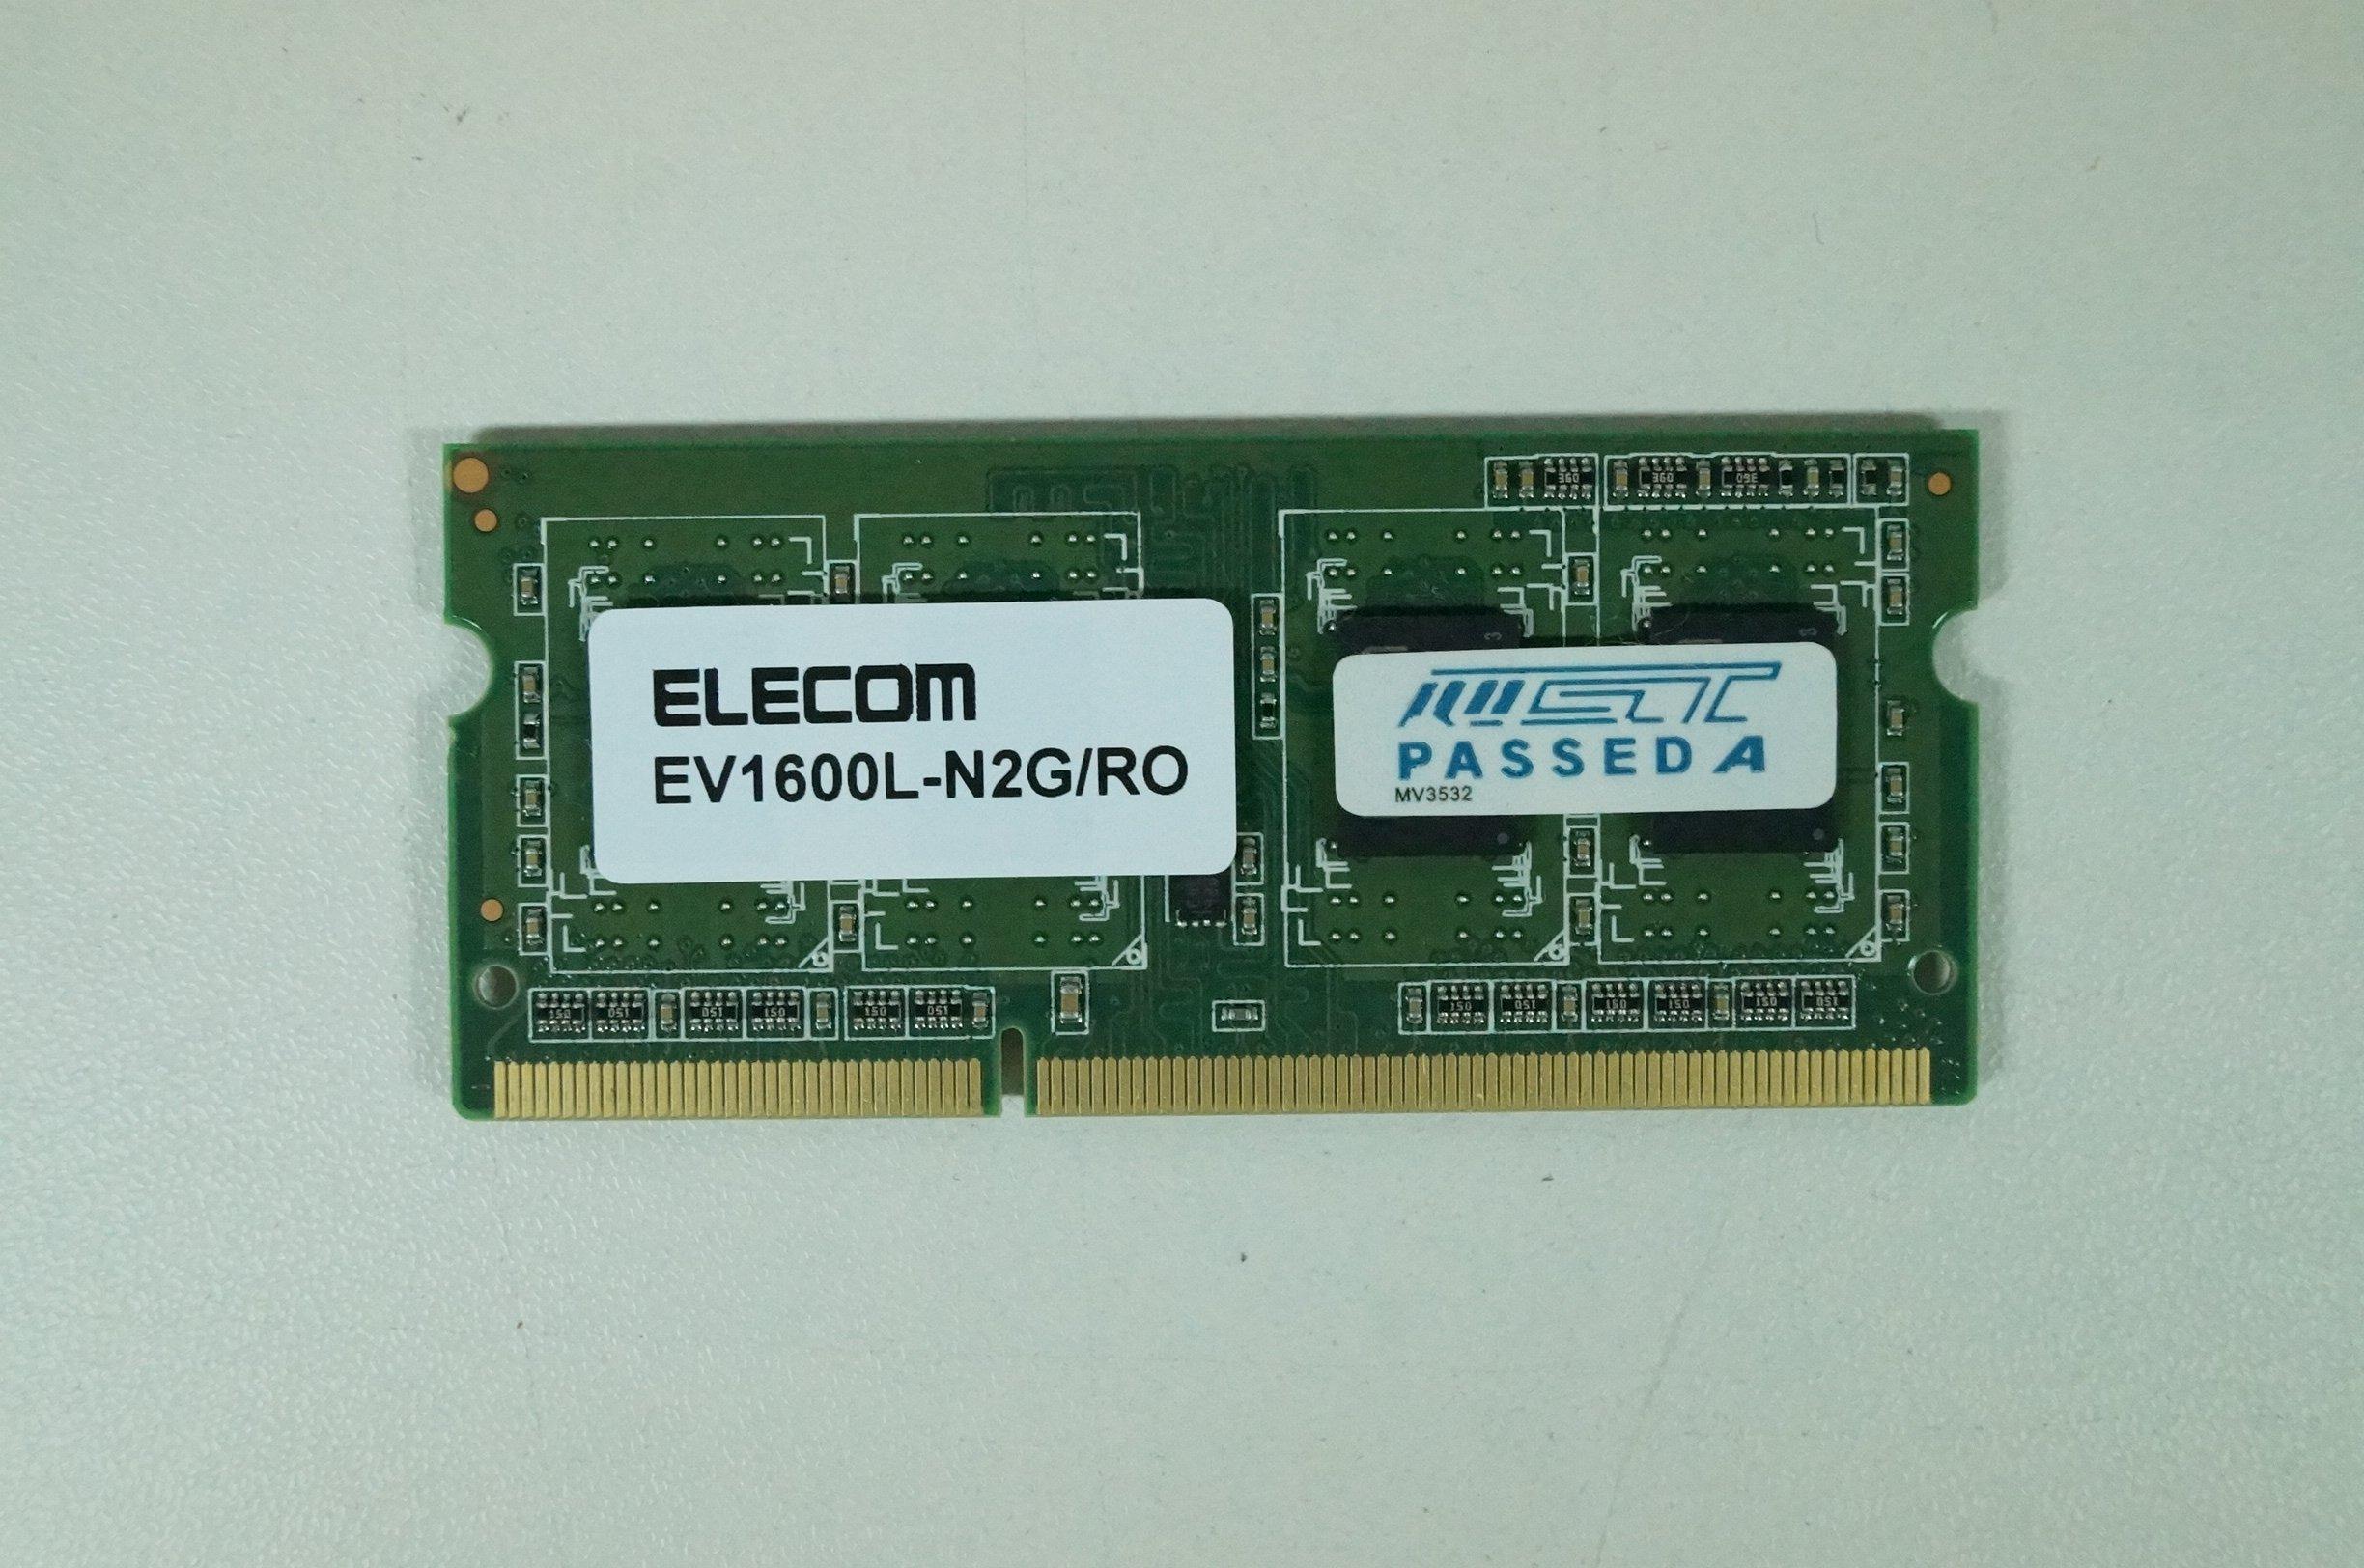 ELECOM
EV1600L-N2G/RO
PASSED A
MV3532